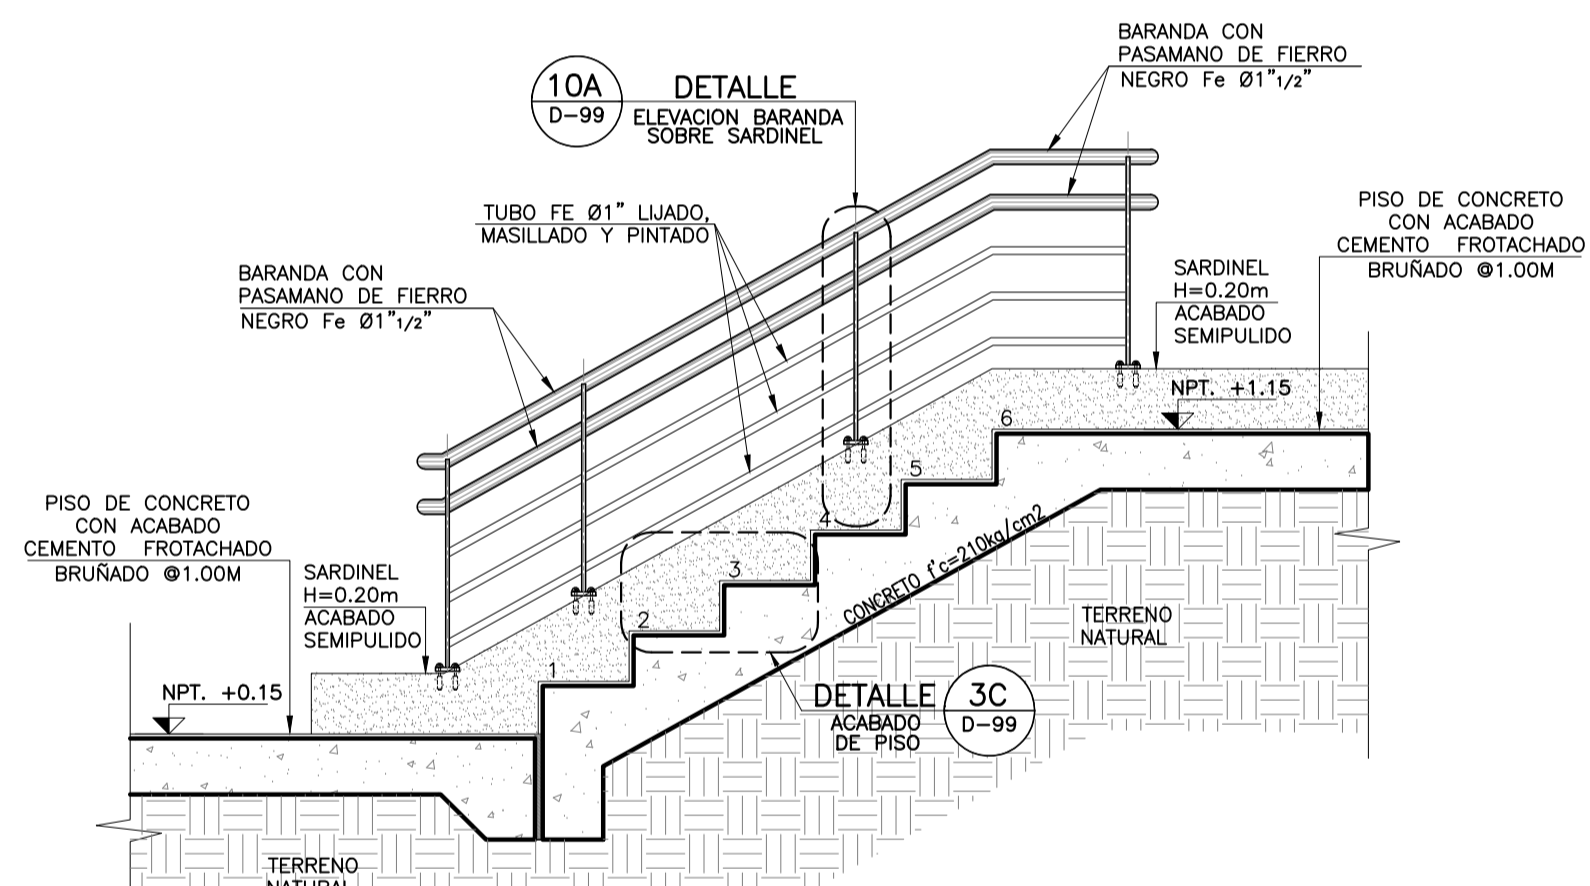 BARANDA CON
PASAMANO DE FIERRO
NEGRO Fe Ø1"1/2"
10A
D-99
DETALLE
ELEVACION BARANDA
SOBRE SARDINEL
TUBO FE Ø1" LIJADO,
MASILLADO Y PINTADO
PISO DE CONCRETO
CON ACABADO
CEMENTO FROTACHADO
BRUÑADO @1.00M
BARANDA CON
PASAMANO DE FIERRO
NEGRO Fe Ø1"1/2"
SARDINEL
H=0.20m
ACABADO
SEMIPULIDO
NPT. +1.15
6
5
4
3
2
1
PISO DE CONCRETO
CON ACABADO
CEMENTO FROTACHADO
BRUÑADO @1.00M
SARDINEL
H=0.20m
ACABADO
SEMIPULIDO
CONCRETO f'c=210kg/cm2
TERRENO
NATURAL
NPT. +0.15
DETALLE
ACABADO
DE PISO
3C
D-99
TERRENO
NATURAL